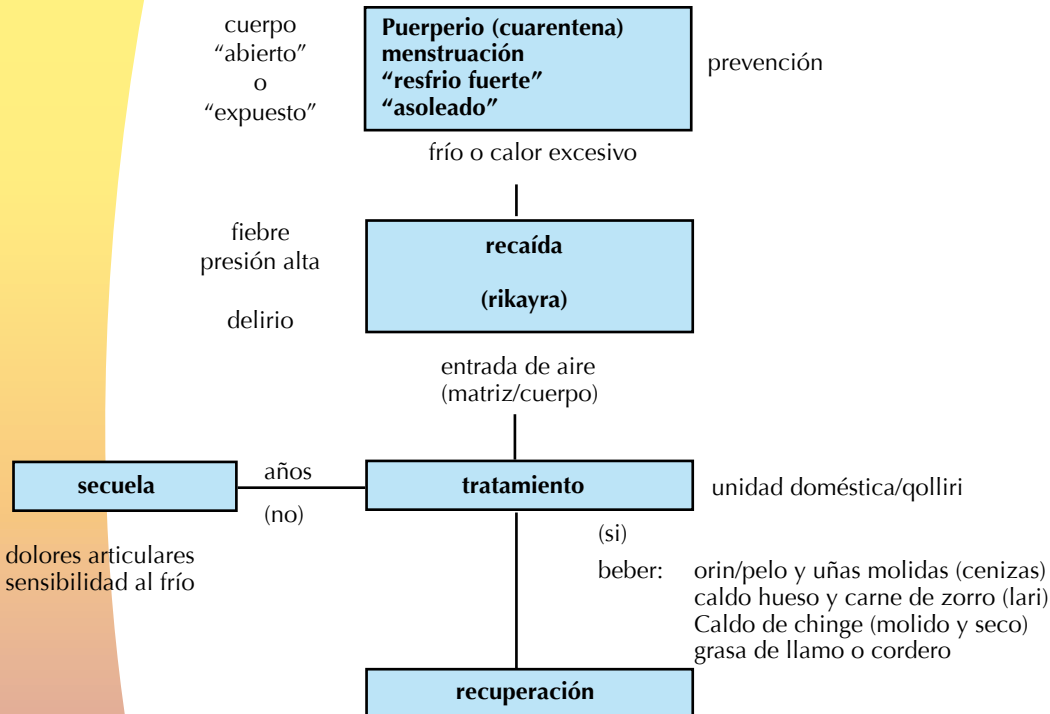 cuerpo
“abierto”
o
“expuesto”
Puerperio (cuarentena)
menstruación
“resfrio fuerte”
“asoleado”
prevención
frío o calor excesivo
fiebre
presión alta
delirio
recaída
(rikayra)
entrada de aire
(matriz/cuerpo)
secuela
años
(no)
tratamiento
unidad doméstica/qolliri
dolores articulares
sensibilidad al frío
(si)
beber: orin/pelo y uñas molidas (cenizas)
caldo hueso y carne de zorro (lari)
Caldo de chinge (molido y seco)
grasa de llamo o cordero
recuperación